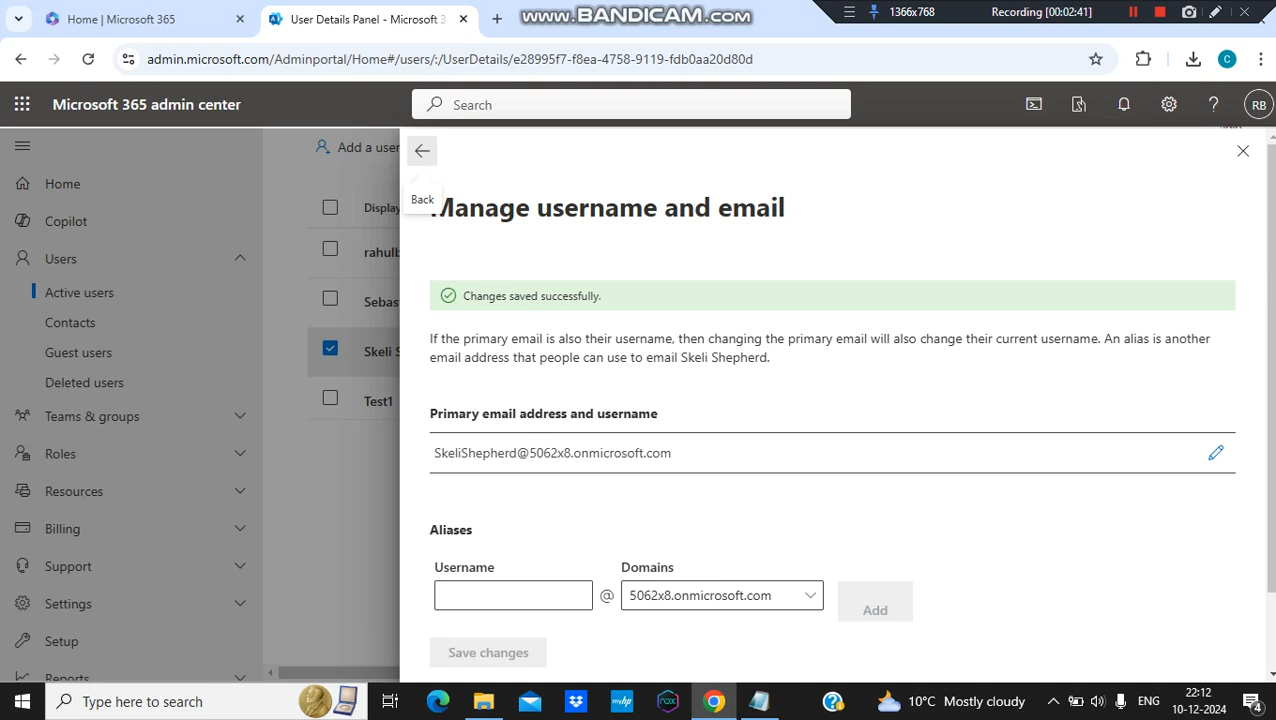 Home | Microsoft 365
User Details Panel - Microsoft 3
www.BANDICAM.com
1366x768
Recording [00:02:41]
admin.microsoft.com/Adminportal/Home#/users/:/UserDetails/e28995f7-f8ea-4758-9119-fdb0aa20d80d
C
Microsoft 365 admin center
Search
RB
Add a user
Back
Manage username and email
Home
Copilot
Users
Active users
Contacts
Guest users
Deleted users
Teams & groups
Roles
Resources
Billing
Support
Settings
Setup
Reports
Display
rahulb
Sebas
Skeli S
Test1
Changes saved successfully.
If the primary email is also their username, then changing the primary email will also change their current username. An alias is another
email address that people can use to email Skeli Shepherd.
Primary email address and username
SkeliShepherd@5062x8.onmicrosoft.com
Aliases
Username
Domains
@
5062x8.onmicrosoft.com
Add
Save changes
Type here to search
mhp
nox
10°C Mostly cloudy
ENG
22:12
10-12-2024
4